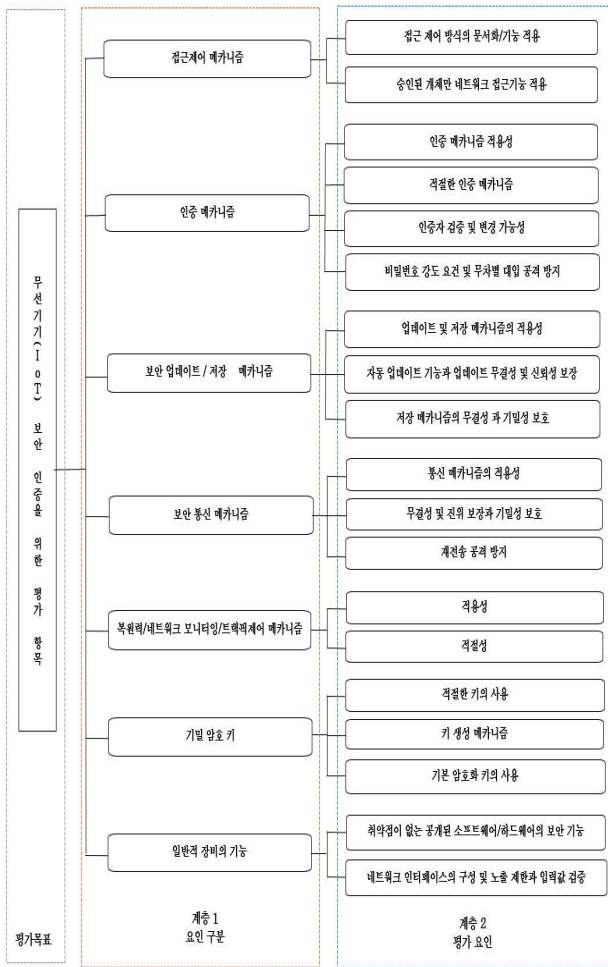 무선기기(IoT) 보안 인증을 위한 평가 항목
접근제어 메카니즘
접근 제어 방식의 문서화/기능 적용
승인된 개체만 네트워크 접근기능 적용
인증 메카니즘
인증 메카니즘 적용성
적절한 인증 메카니즘
인증자 검증 및 변경 가능성
비밀번호 강도 요건 및 무차별 대입 공격 방지
보안 업데이트 / 저장 메카니즘
업데이트 및 저장 메카니즘의 적용성
자동 업데이트 기능과 업데이트 무결성 및 신뢰성 보장
저장 메카니즘의 무결성 과 기밀성 보호
보안 통신 메카니즘
통신 메카니즘의 적용성
무결성 및 진위 보장과 기밀성 보호
재전송 공격 방지
복원력/네트워크 모니터잉/트랙픽제어 메카니즘
적용성
적절성
기밀 암호 키
적절한 키의 사용
키 생성 메카니즘
기본 암호화 키의 사용
일반적 장비의 기능
취약점이 없는 공개된 소프트웨어/하드웨어의 보안 기능
네트워크 인터페이스의 구성 및 노출 제한과 입력값 검증
평가목표
계층 1
요인 구분
계층 2
평가 요인